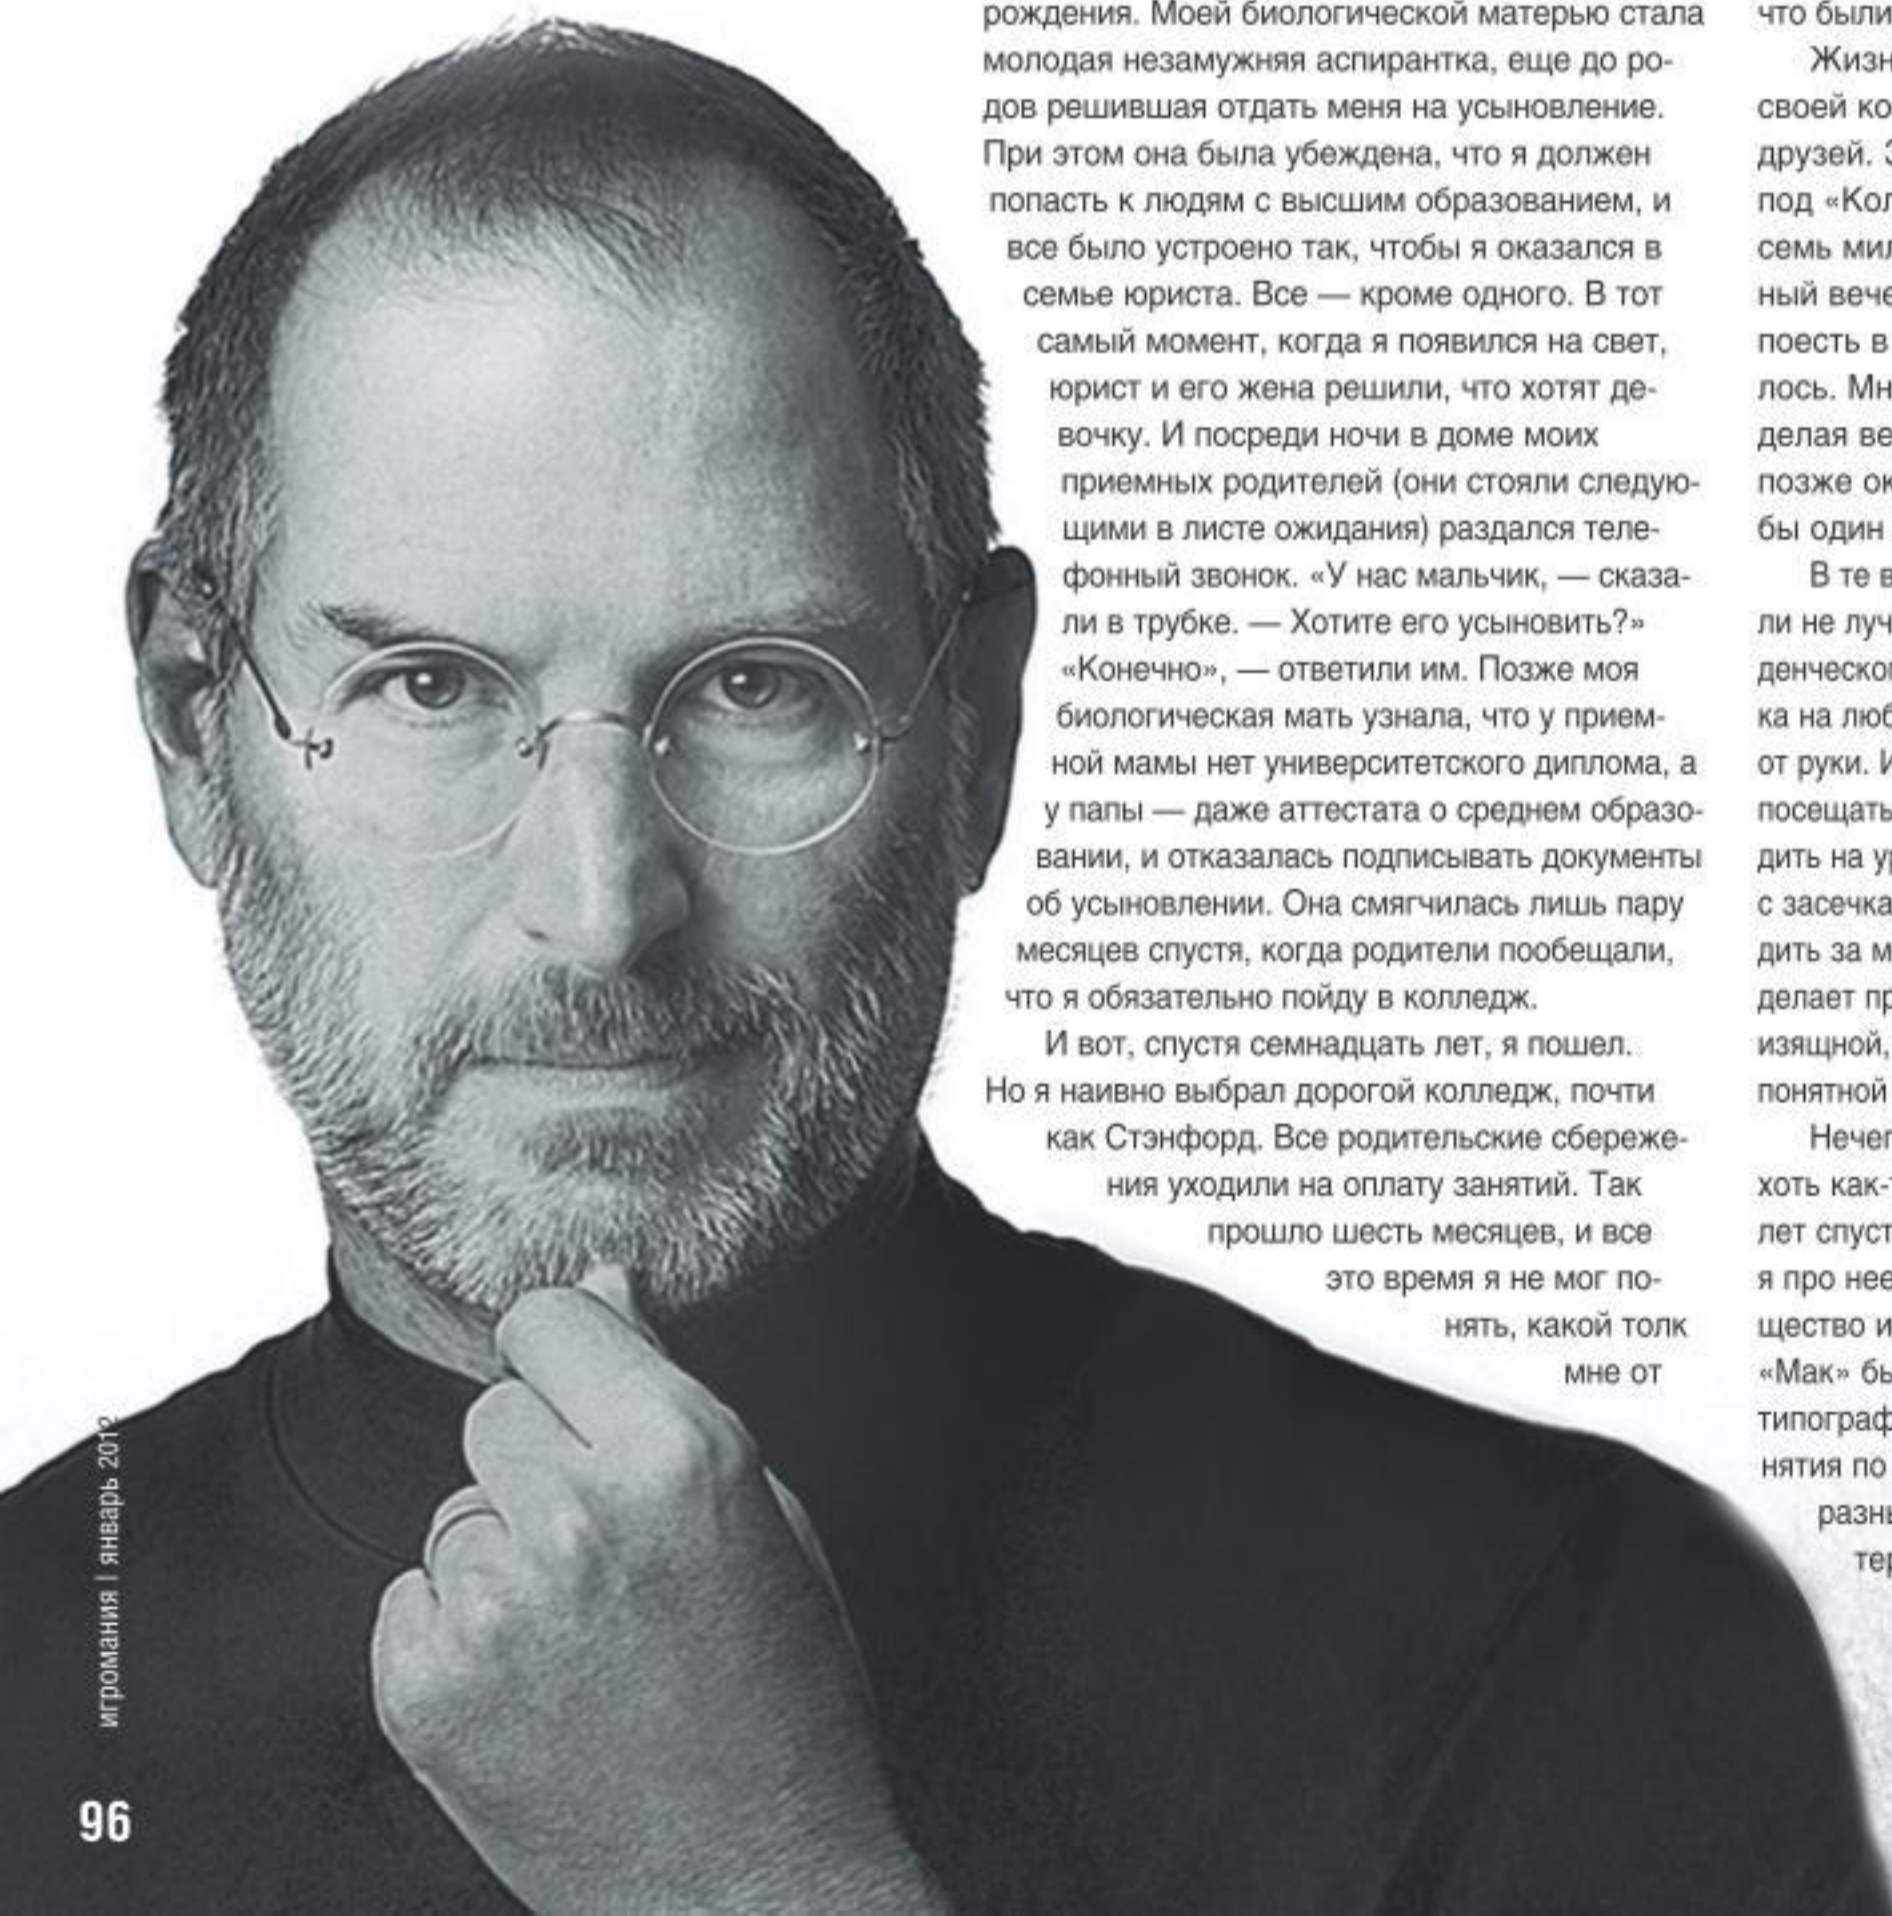 рождения. Моей биологической матерью стала
молодая незамужняя аспирантка, еще до ро-
дов решившая отдать меня на усыновление.
При этом она была убеждена, что я должен
попасть к людям с высшим образованием, и
все было устроено так, чтобы я оказался в
семье юриста. Все — кроме одного. В тот
самый момент, когда я появился на свет,
юрист и его жена решили, что хотят де-
вочку. И посреди ночи в доме моих
приемных родителей (они стояли следую-
щими в листе ожидания) раздался теле-
фонный звонок. «У нас мальчик, — сказа-
ли в трубке. — Хотите его усыновить?»
«Конечно», — ответили им. Позже моя
биологическая мать узнала, что у прием-
ной мамы нет университетского диплома, а
у папы — даже аттестата о среднем образо-
вании, и отказалась подписывать документы
об усыновлении. Она смягчилась лишь пару
месяцев спустя, когда родители пообещали,
что я обязательно пойду в колледж.
И вот, спустя семнадцать лет, я пошел.
Но я наивно выбрал дорогой колледж, почти
как Стэнфорд. Все родительские сбереже-
ния уходили на оплату занятий. Так
прошло шесть месяцев, и все
это время я не мог по-
нять, какой толк
мне от
что были
Жизн
своей ко
друзей.
под «Кол
семь мил
ный вече
поесть в
лось. Мн
делая ве
позже ок
бы один
В те в
ли не луч
денческог
ка на люб
от руки. И
посещать
дить на ур
с засечка
дить за м
делает пр
изящной,
понятной
Нечег
хоть как-
лет спуст
я про нее
щество и
«Мак» бы
типограф
нятия по
разны
тер
игромания | январь 2012
96